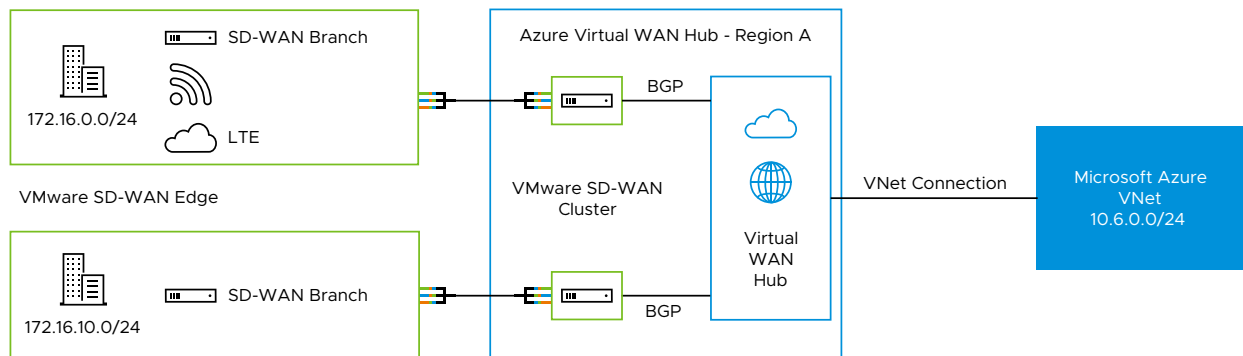 SD-WAN Branch
172.16.0.0/24
LTE
VMware SD-WAN Edge
SD-WAN Branch
172.16.10.0/24
Azure Virtual WAN Hub - Region A
BGP
VMware SD-WAN
Cluster
BGP
Virtual
WAN
Hub
VNet Connection
Microsoft Azure
VNet
10.6.0.0/24